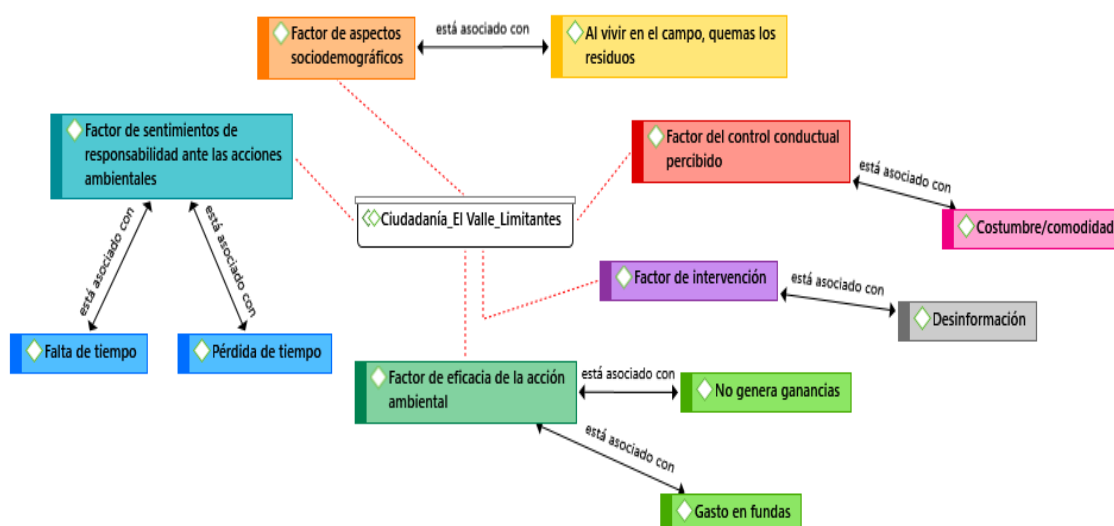 Factor de aspectos
sociodemográficos
está asociado con
Al vivir en el campo, quemas los
residuos
Factor de sentimientos de
responsabilidad ante las acciones
ambientales
Factor del control conductual
percibido
está asociado con
Costumbre/comodidad
Ciudadanía_El Valle_Limitantes
está asociado con
está asociado con
Factor de intervención
está asociado con
Desinformación
Falta de tiempo
Pérdida de tiempo
Factor de eficacia de la acción
ambiental
está asociado con
No genera ganancias
está asociado con
Gasto en fundas